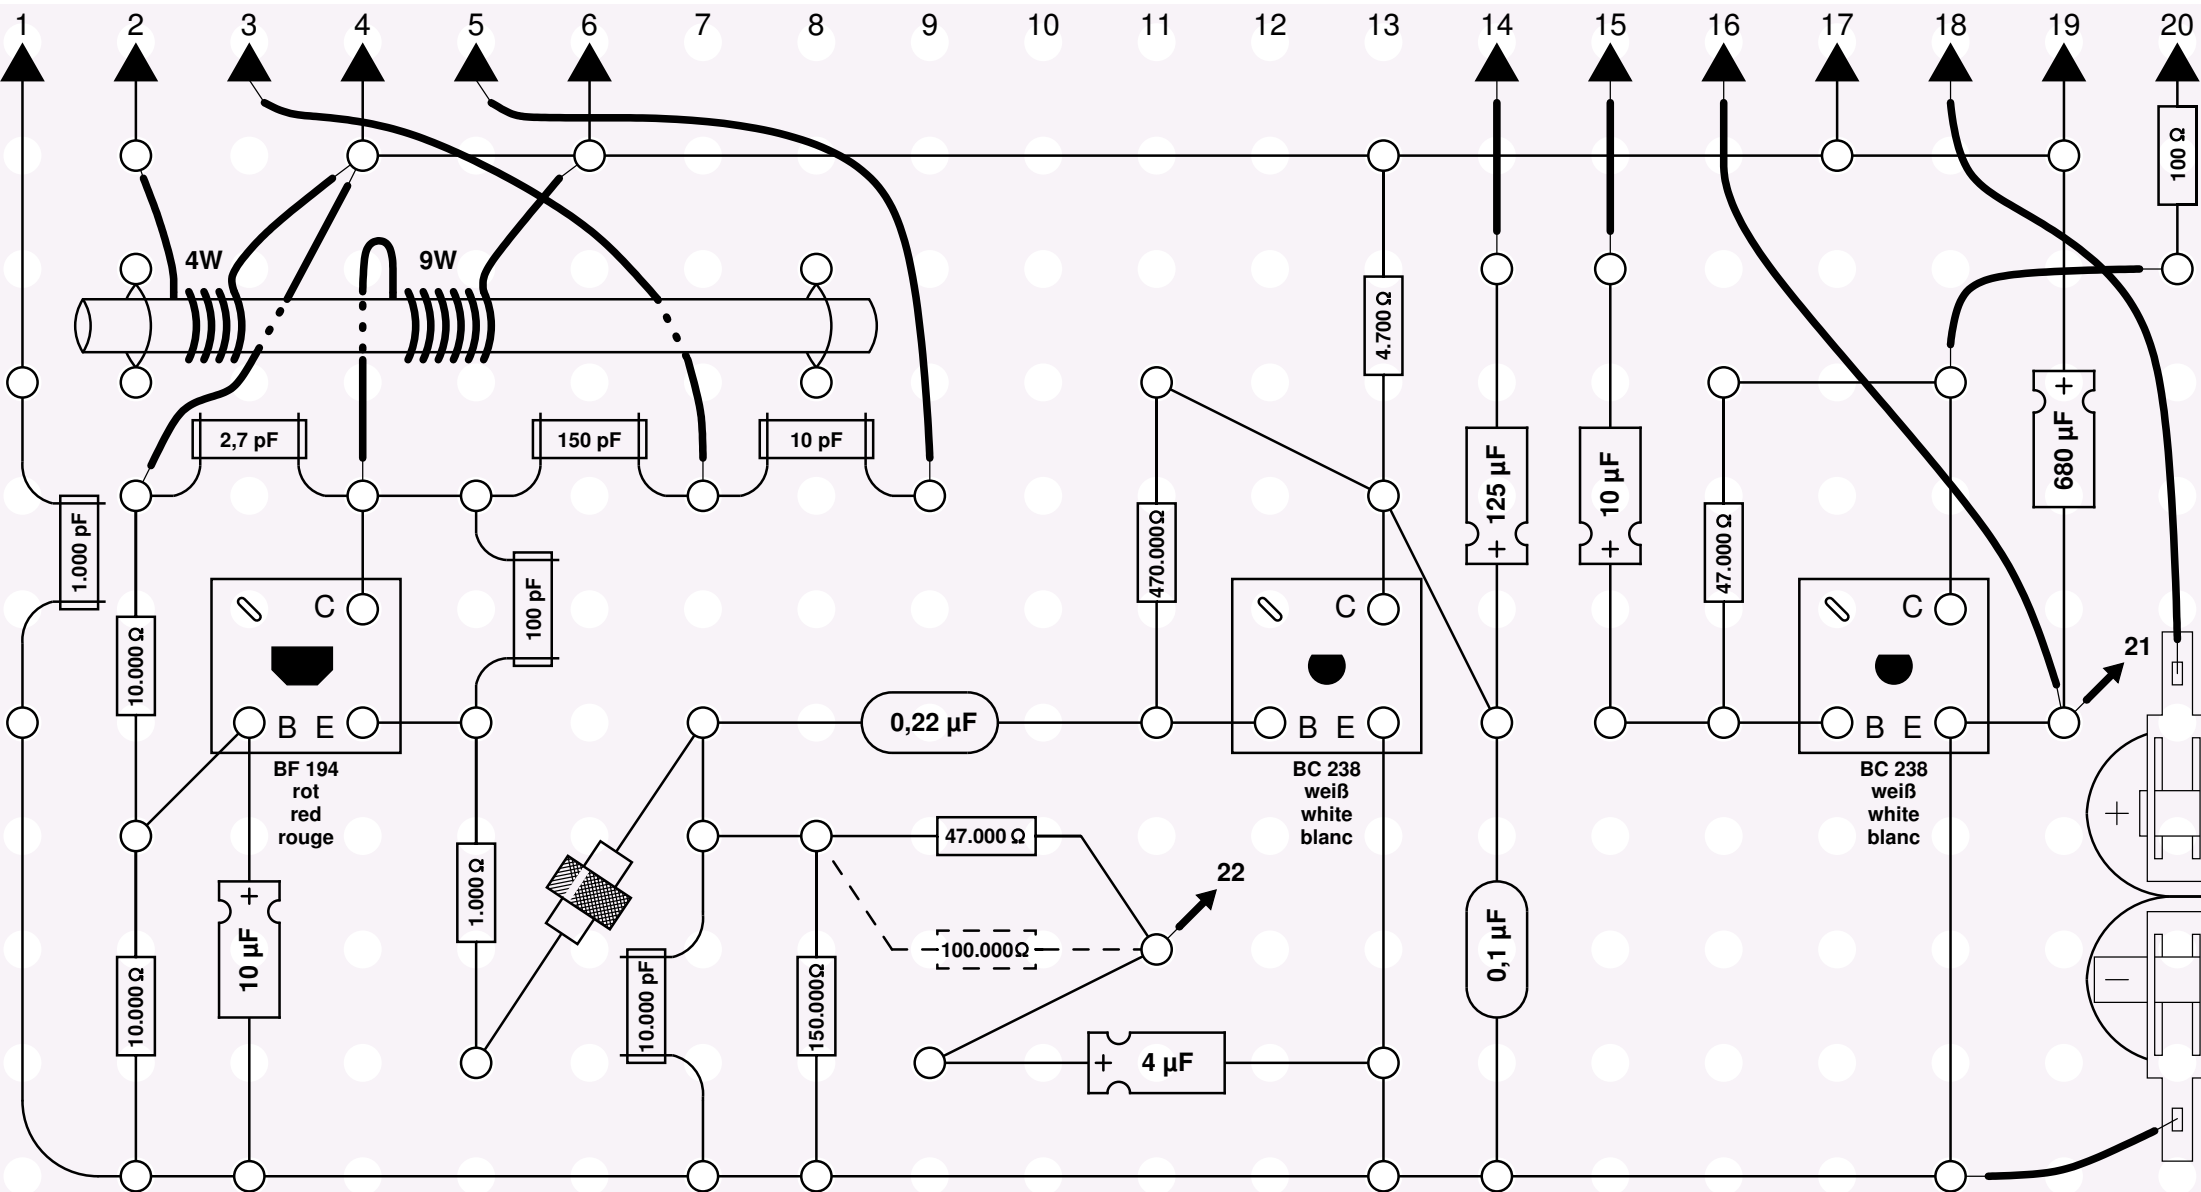 1 2 3 4 5 6 7 8 9 10 11 12 13 14 15 16 17 18 19 20
100 Ω
4W 9W
4.700 Ω
2,7 pF 150 pF 10 pF
125 µF +
10 µF +
+ 680 µF
1.000 pF
100 pF
470.000Ω
47.000 Ω
10.000 Ω
C
B E
BF 194
rot
red
rouge
0,22 µF
C
B E
BC 238
weiß
white
blanc
C
B E
BC 238
weiß
white
blanc
21
+
−
47.000 Ω
22
100.000Ω
1.000 Ω
+ 10 µF
10.000 Ω
10.000 pF
150.000Ω
0,1 µF
+ 4 µF